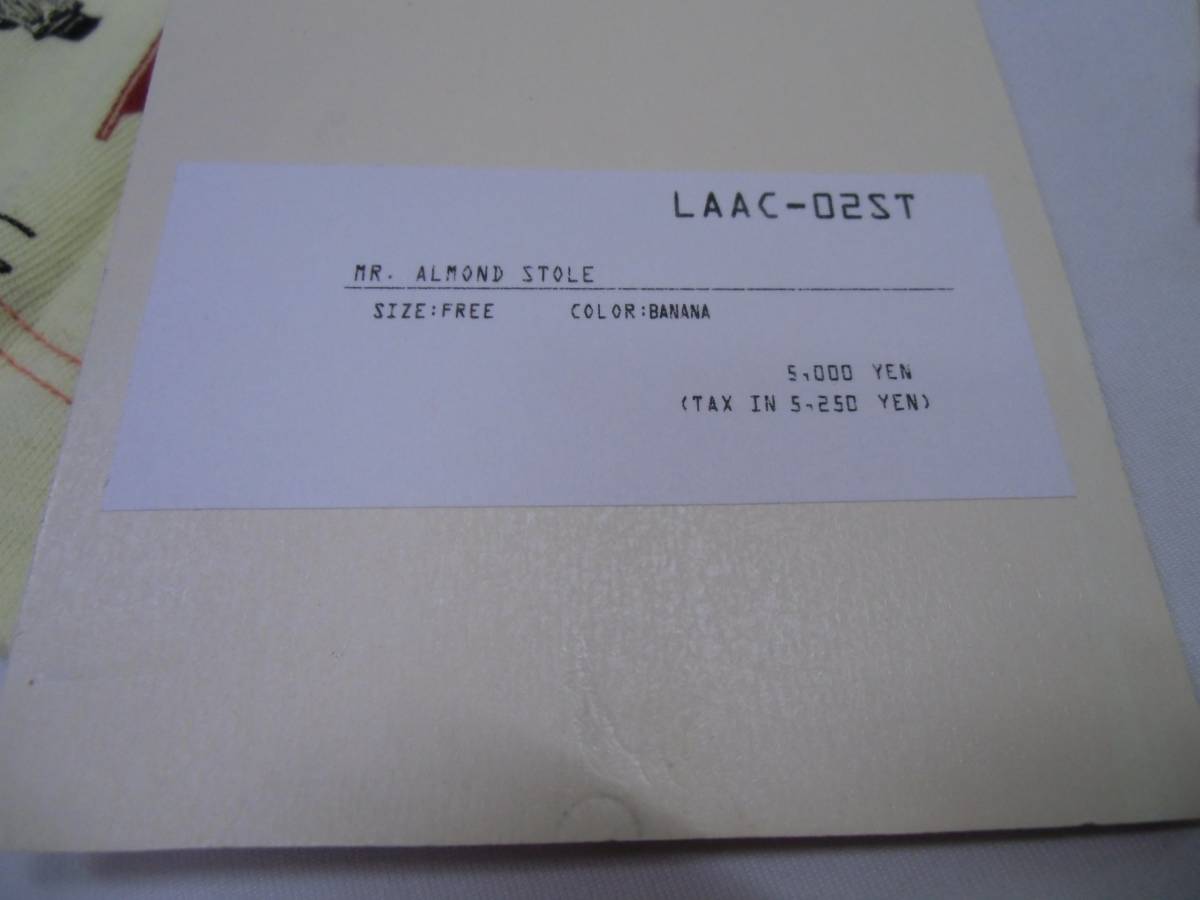 LAAC-02ST
MR. ALMOND STOLE
SIZE:FREE COLOR:BANANA
5,000 YEN
(TAX IN 5,250 YEN)